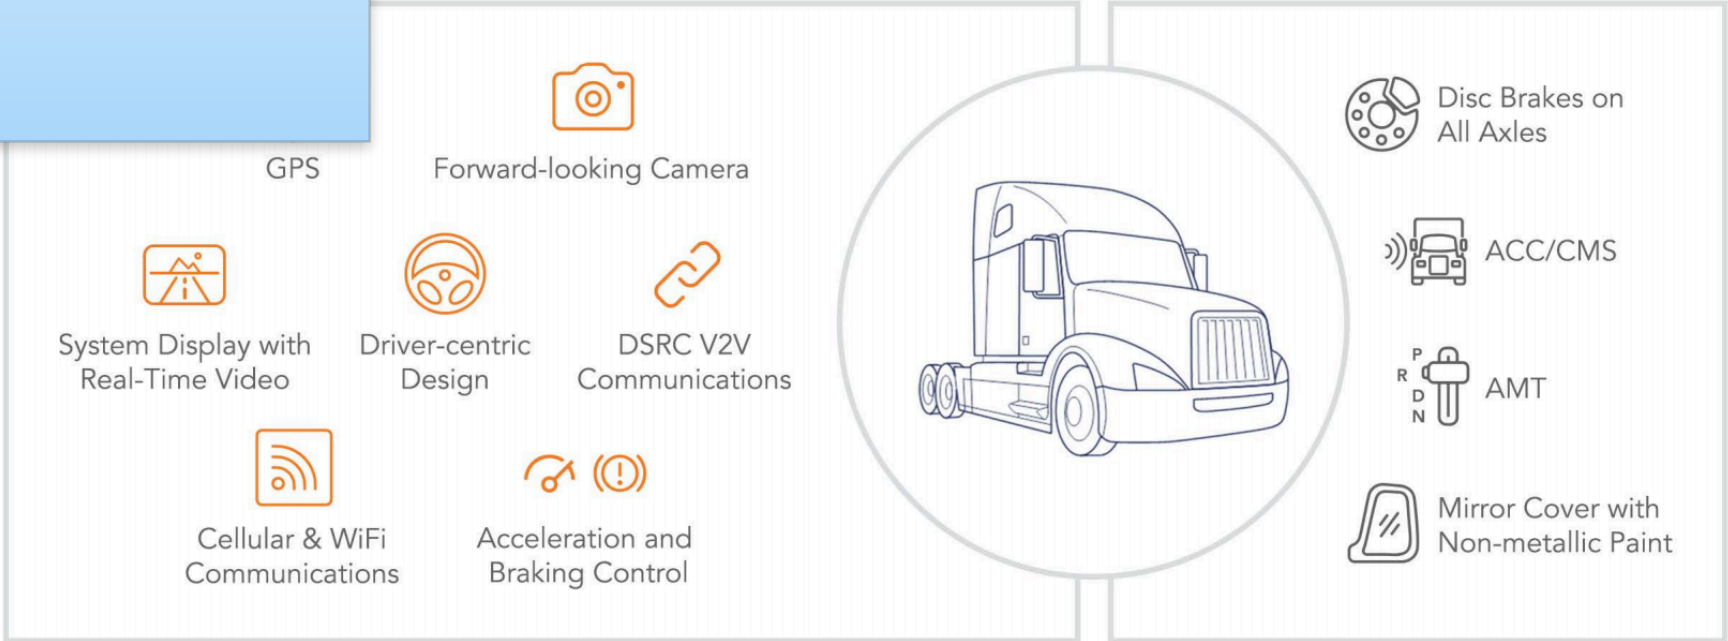 GPS
Forward-looking Camera
System Display with
Real-Time Video
Driver-centric
Design
DSRC V2V
Communications
Cellular & WiFi
Communications
Acceleration and
Braking Control
Disc Brakes on
All Axles
ACC/CMS
P
R
D
N
AMT
Mirror Cover with
Non-metallic Paint